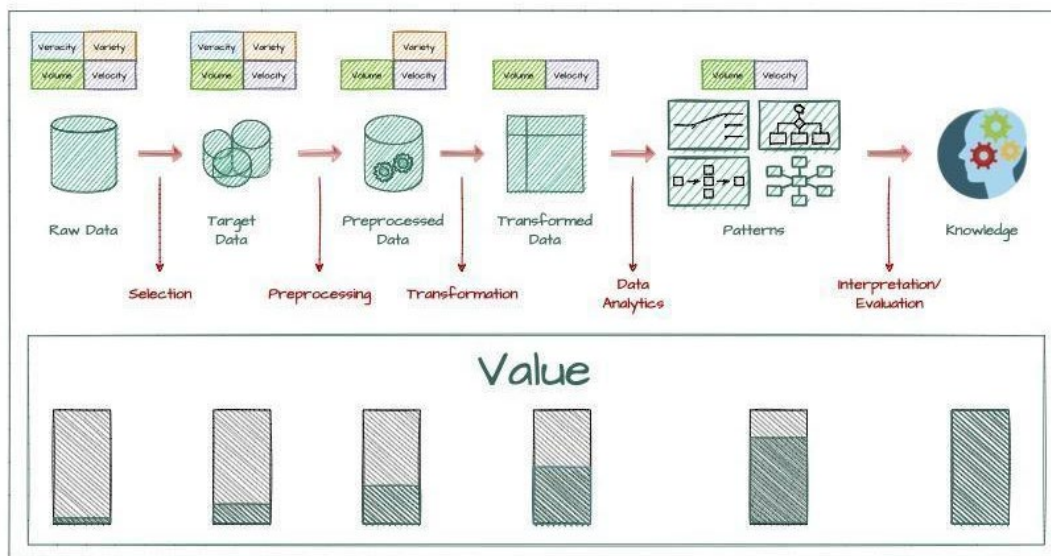 Veracity Variety
Volume Velocity
Veracity Variety
Volume Velocity
Variety
Volume Velocity
Volume Velocity
Volume Velocity
Raw Data
Target
Data
Preprocessed
Data
Transformed
Data
Patterns
Knowledge
Selection
Preprocessing
Transformation
Data
Analytics
Interpretation/
Evaluation
Value